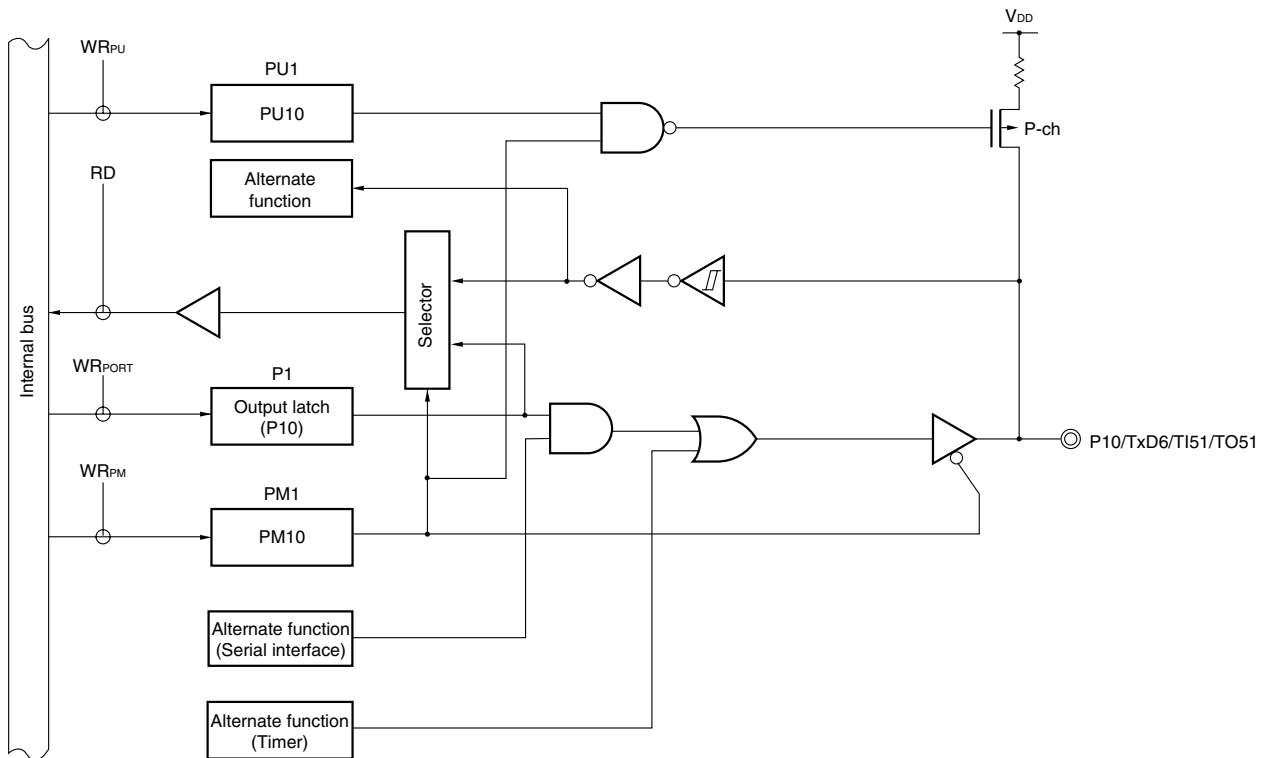 VDD
WRPU
PU1
PU10
P-ch
RD
Alternate
function
Selector
Internal bus
WRPORT
P1
Output latch
(P10)
P10/TxD6/TI51/TO51
WRPM
PM1
PM10
Alternate function
(Serial interface)
Alternate function
(Timer)